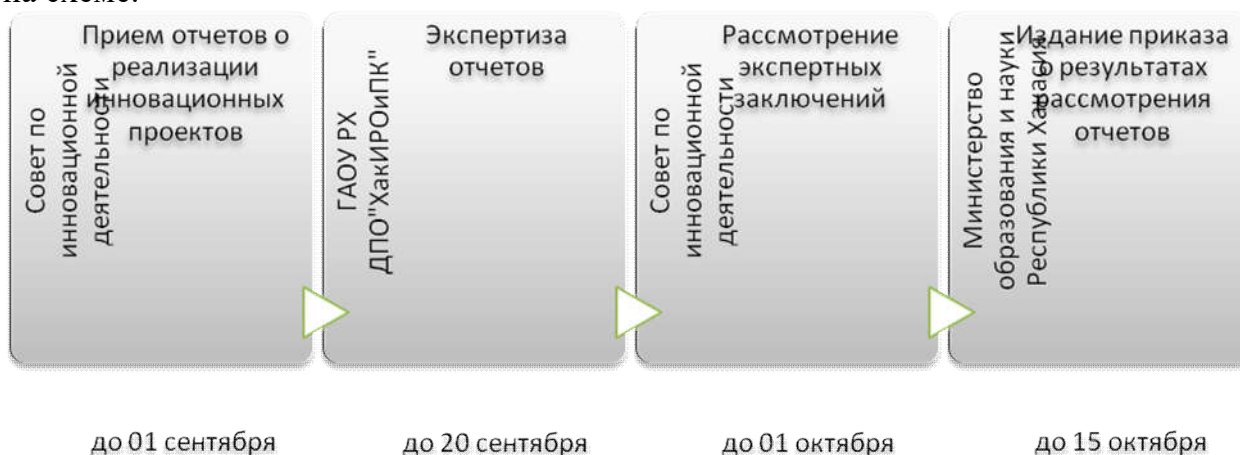 Совет по
инновационной
деятельности
Прием отчетов о
реализации
инновационных
проектов
ГАОУ РХ
ДПО"ХакИРОиПК"
Экспертиза
отчетов
Совет по
инновационной
деятельности
Рассмотрение
экспертных
заключений
Министерство
образования и науки
Республики Хакасия
Издание приказа
о результатах
рассмотрения
отчетов
до 01 сентября
до 20 сентября
до 01 октября
до 15 октября